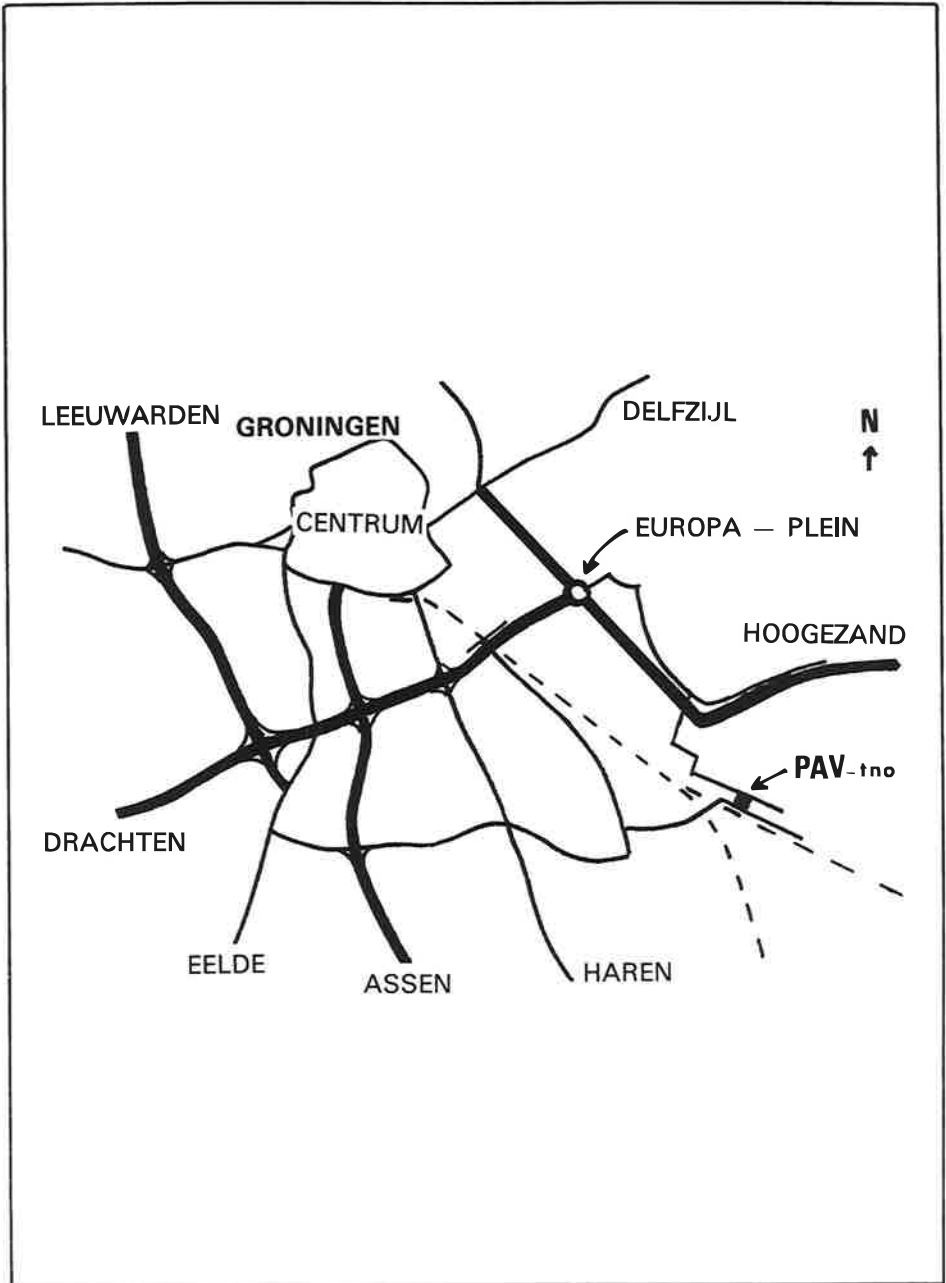 LEEUWARDEN
GRONINGEN
DELFZIJL
N
CENTRUM
EUROPA — PLEIN
HOOGEZAND
PAV-tno
DRACHTEN
EELDE
ASSEN
HAREN